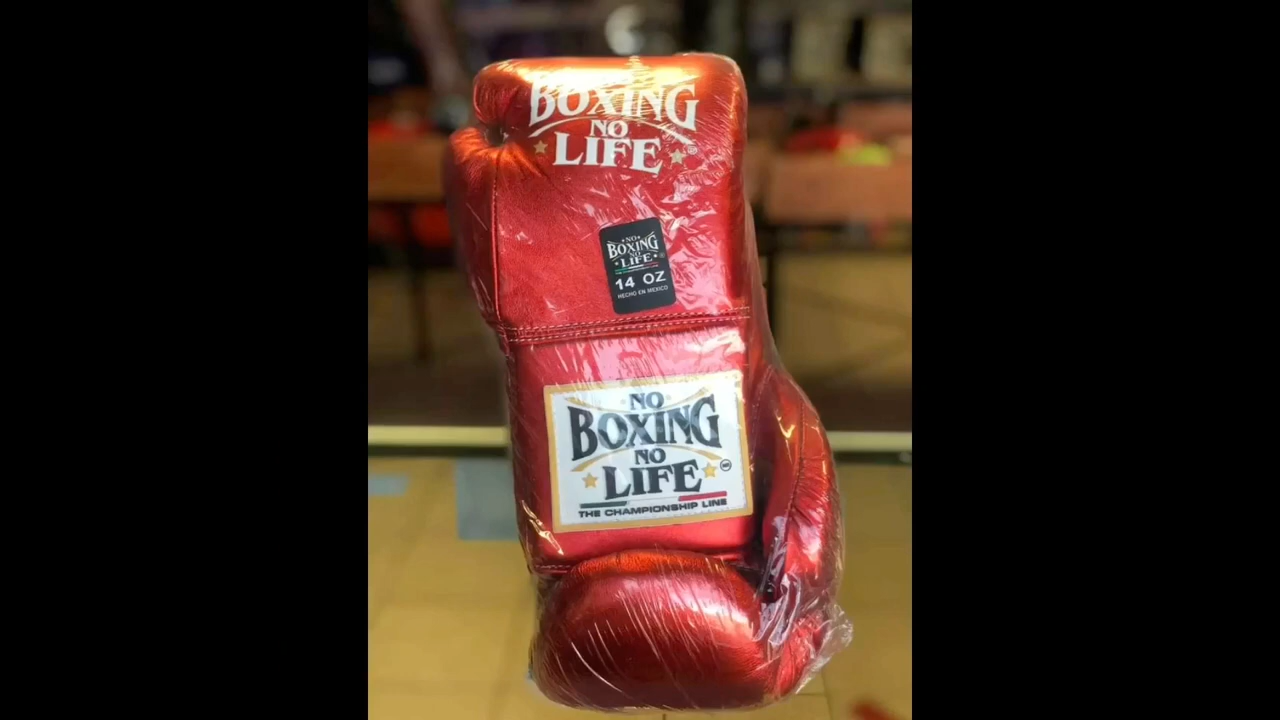 BOXING
NO
LIFE
NO
BOXING
NO
LIFE
14 OZ
HECHO EN MEXICO
NO
BOXING
NO
LIFE
THE CHAMPIONSHIP LINE